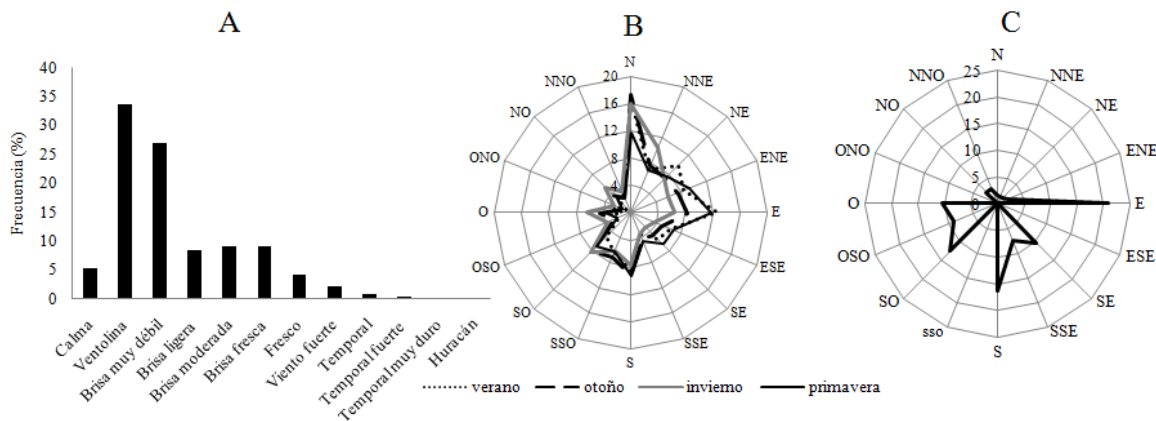 A
B
C
Frecuencia (%)
40
35
30
25
20
15
10
5
0
Calma
Ventolina
Brisa muy débil
Brisa ligera
Brisa moderada
Brisa fresca
Fresco
Viento fuerte
Temporal
Temporal fuerte
Temporal muy duro
Huracán
N
NNE
NE
ENE
E
ESE
SE
SSE
S
SSO
SO
OSO
O
ONO
NO
NNO
20
16
12
8
4
0
verano
otoño
invierno
primavera
N
NNE
NE
ENE
E
ESE
SE
SSE
S
sso
SO
OSO
O
ONO
NO
NNO
25
20
15
10
5
0